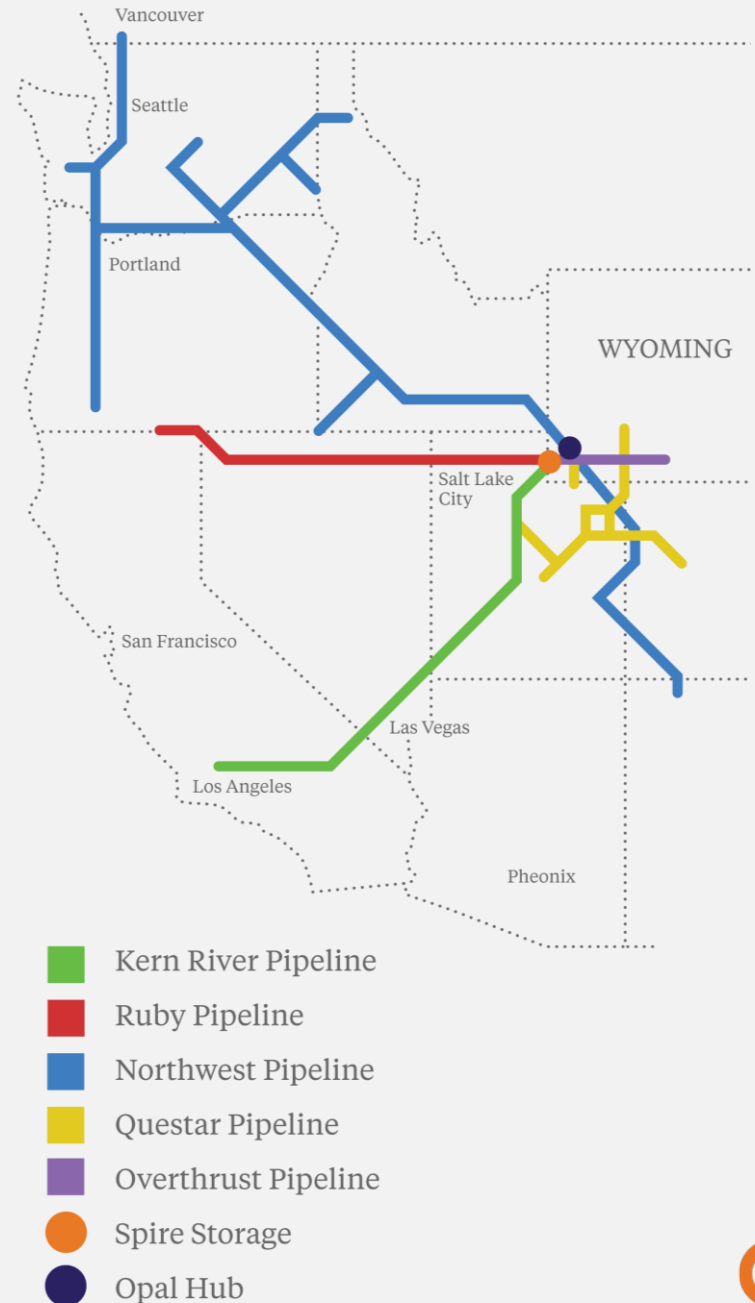 Vancouver
Seattle
Portland
WYOMING
Salt Lake
City
San Francisco
Las Vegas
Los Angeles
Pheonix
Kern River Pipeline
Ruby Pipeline
Northwest Pipeline
Questar Pipeline
Overthrust Pipeline
Spire Storage
Opal Hub